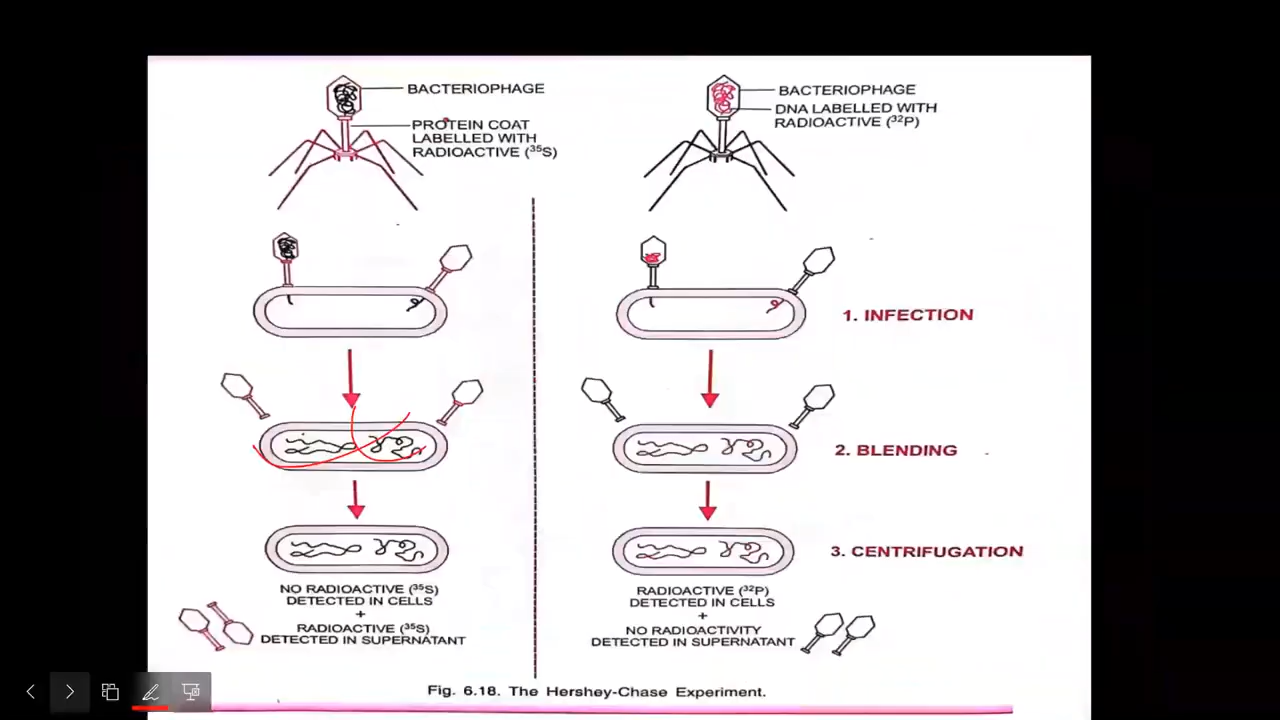 BACTERIOPHAGE
PROTEIN COAT
LABELLED WITH
RADIOACTIVE (³⁵S)
BACTERIOPHAGE
DNA LABELLED WITH
RADIOACTIVE (³²P)
1. INFECTION
2. BLENDING
3. CENTRIFUGATION
NO RADIOACTIVE (³⁵S)
DETECTED IN CELLS
+
RADIOACTIVE (³⁵S)
DETECTED IN SUPERNATANT
RADIOACTIVE (³²P)
DETECTED IN CELLS
+
NO RADIOACTIVITY
DETECTED IN SUPERNATANT
Fig. 6.18. The Hershey-Chase Experiment.